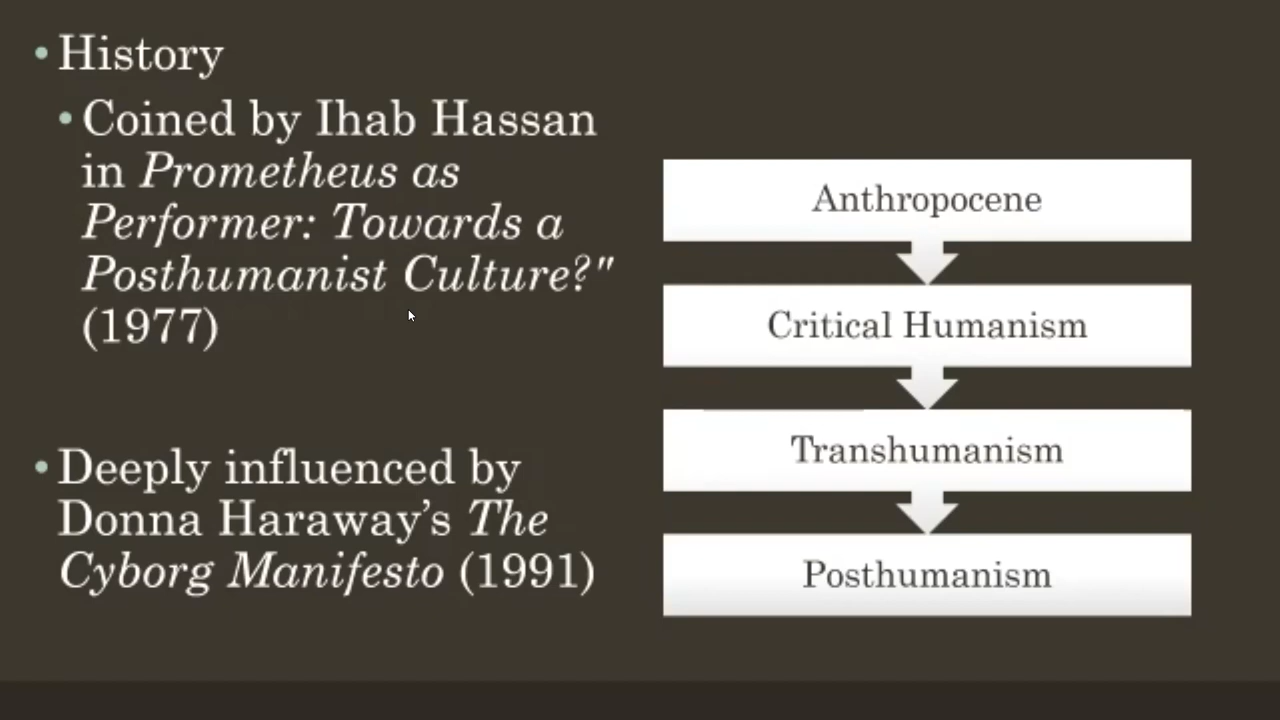 History
Coined by Ihab Hassan
in Prometheus as
Performer: Towards a
Posthumanist Culture?"
(1977)
Deeply influenced by
Donna Haraway’s The
Cyborg Manifesto (1991)
Anthropocene
Critical Humanism
Transhumanism
Posthumanism